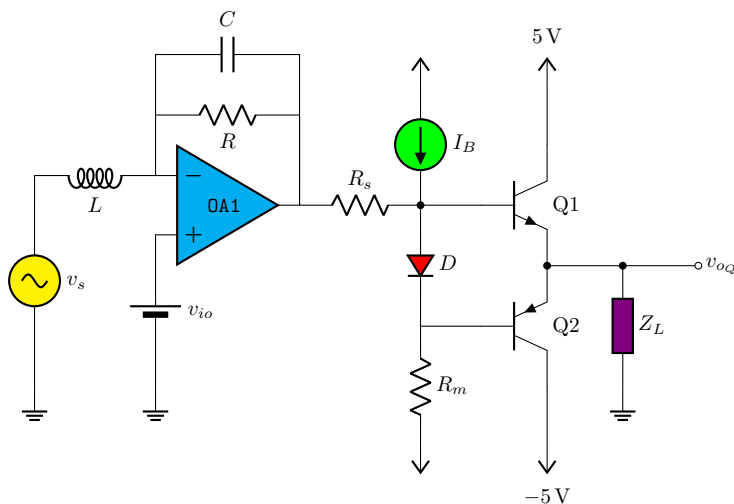 C
5 V
R
I_B
L
−
OA1
+
R_s
Q1
v_s
v_{io}
D
v_{o_Q}
Q2
Z_L
R_m
−5 V